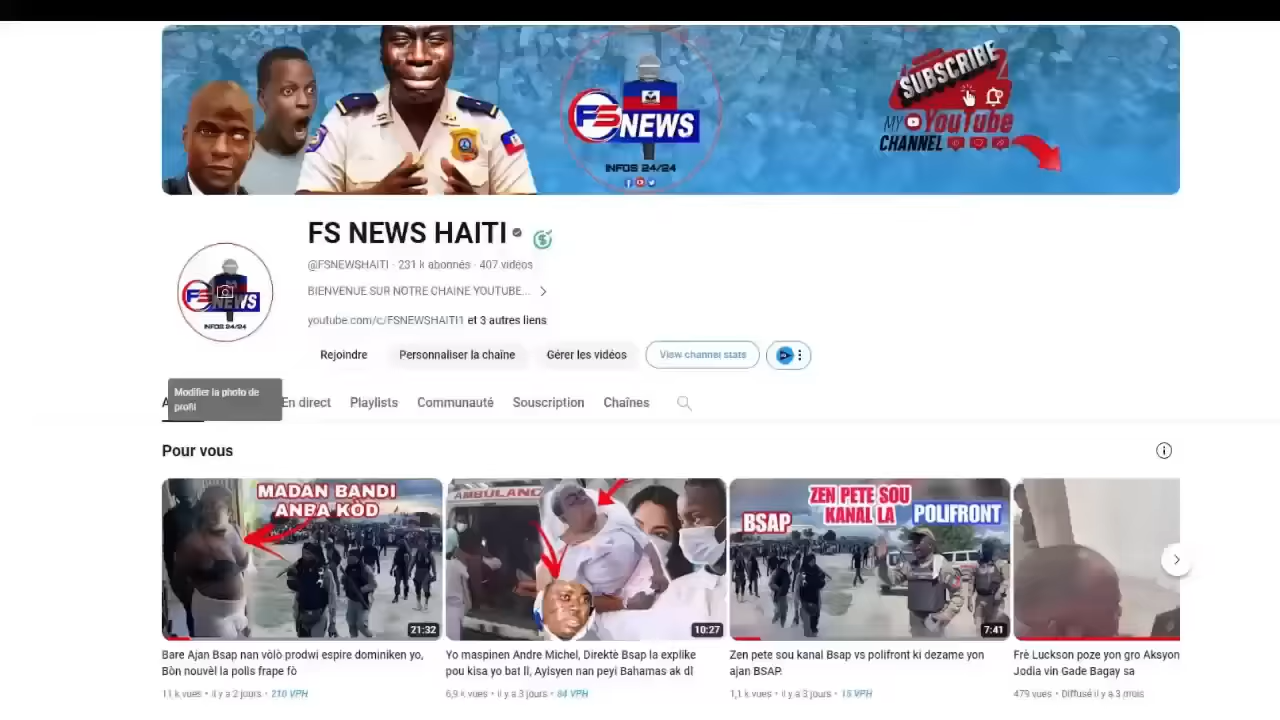 SUBSCRIBE
FS NEWS
MY YouTube
CHANNEL
INFOS 24/24
FS NEWS HAITI
@FSNEWSHAITI · 231 k abonnés · 407 vidéos
BIENVENUE SUR NOTRE CHAINE YOUTUBE...
FS NEWS
INFOS 24/24
youtube.com/c/FSNEWSHAITI1 et 3 autres liens
Rejoindre
Personnaliser la chaîne
Gérer les vidéos
View channel stats
Modifier la photo de
profil
En direct
Playlists
Communauté
Souscription
Chaînes
Pour vous
MADAN BANDI
ANBA KÒD
21:32
AMBULANC
10:27
ZEN PETE SOU
KANAL LA
BSAP
POLIFRONT
7:41
Bare Ajan Bsap nan vòlò prodwi espire dominiken yo,
Bòn nouvèl la polis frape fò
11 k vues • il y a 2 jours • 210 VPH
Yo maspinen Andre Michel, Direktè Bsap la explike
pou kisa yo bat li, Ayisyen nan peyi Bahamas ak dl
6,9 k vues • il y a 3 jours • 84 VPH
Zen pete sou kanal Bsap vs polifront ki dezame yon
ajan BSAP.
1,1 k vues • il y a 3 jours • 15 VPH
Frè Luckson poze yon gro Aksyon
Jodia vin Gade Bagay sa
479 vues • Diffusé il y a 3 mois